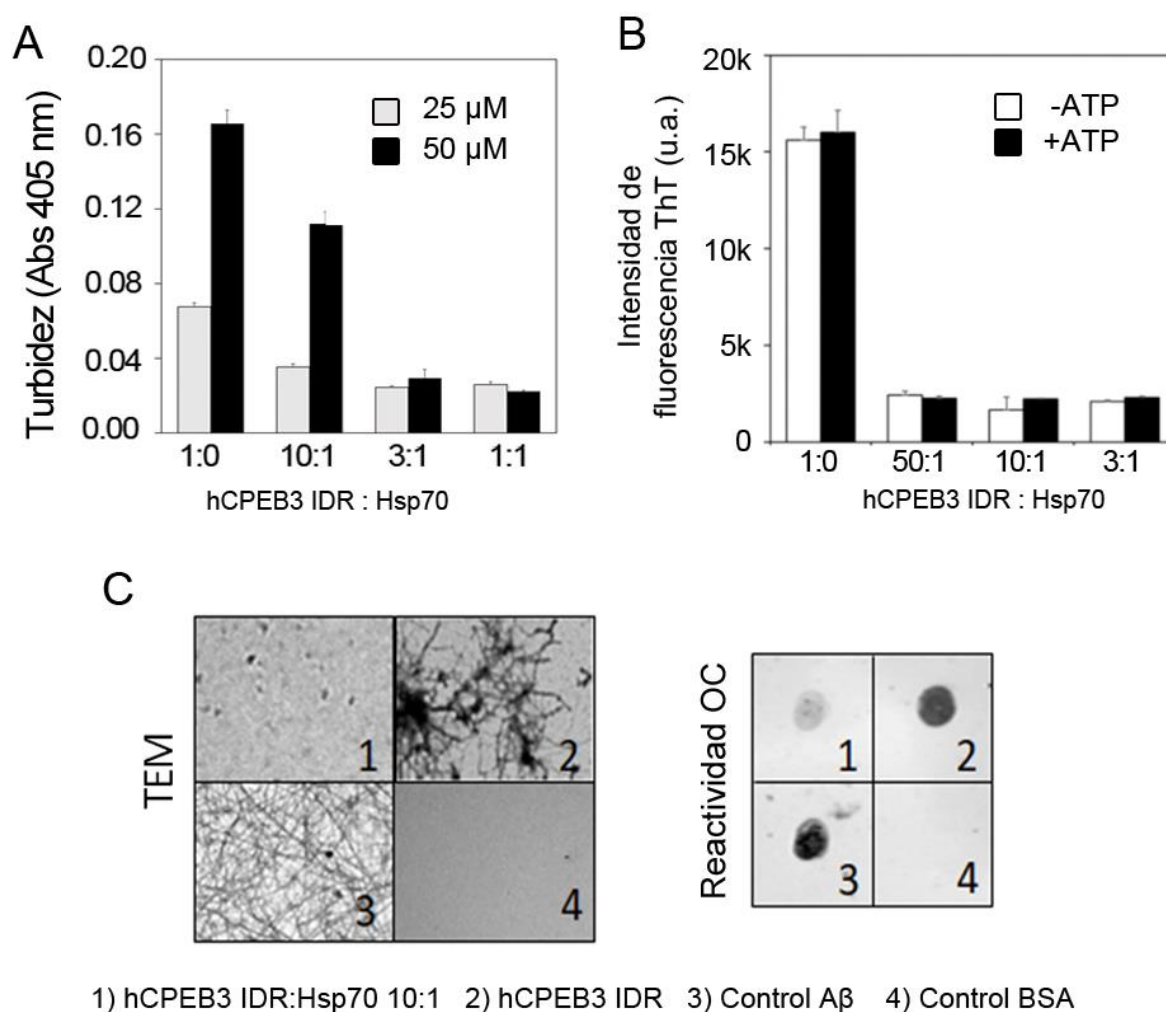 A
Turbidez (Abs 405 nm)
0.20
0.16
0.12
0.08
0.04
0.00
25 µM
50 µM
1:0 10:1 3:1 1:1
hCPEB3 IDR : Hsp70
B
Intensidad de
fluorescencia ThT (u.a.)
20k
15k
10k
5k
0
-ATP
+ATP
1:0 50:1 10:1 3:1
hCPEB3 IDR : Hsp70
C
TEM
1 2
3 4
Reactividad OC
1 2
3 4
1) hCPEB3 IDR:Hsp70 10:1 2) hCPEB3 IDR 3) Control Aβ 4) Control BSA